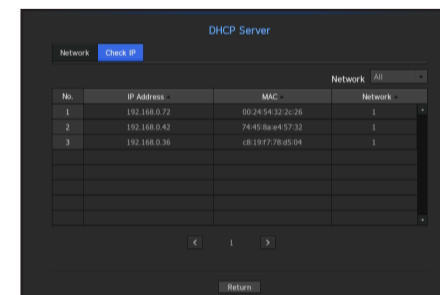 DHCP Server
Network Check IP
Network All
No. IP Address MAC Network
1 192.168.0.72 00:24:54:32:2c:26 1
2 192.168.0.42 74:45:8a:e4:57:32 1
3 192.168.0.36 c8:19:f7:78:d5:04 1
< 1 >
Return